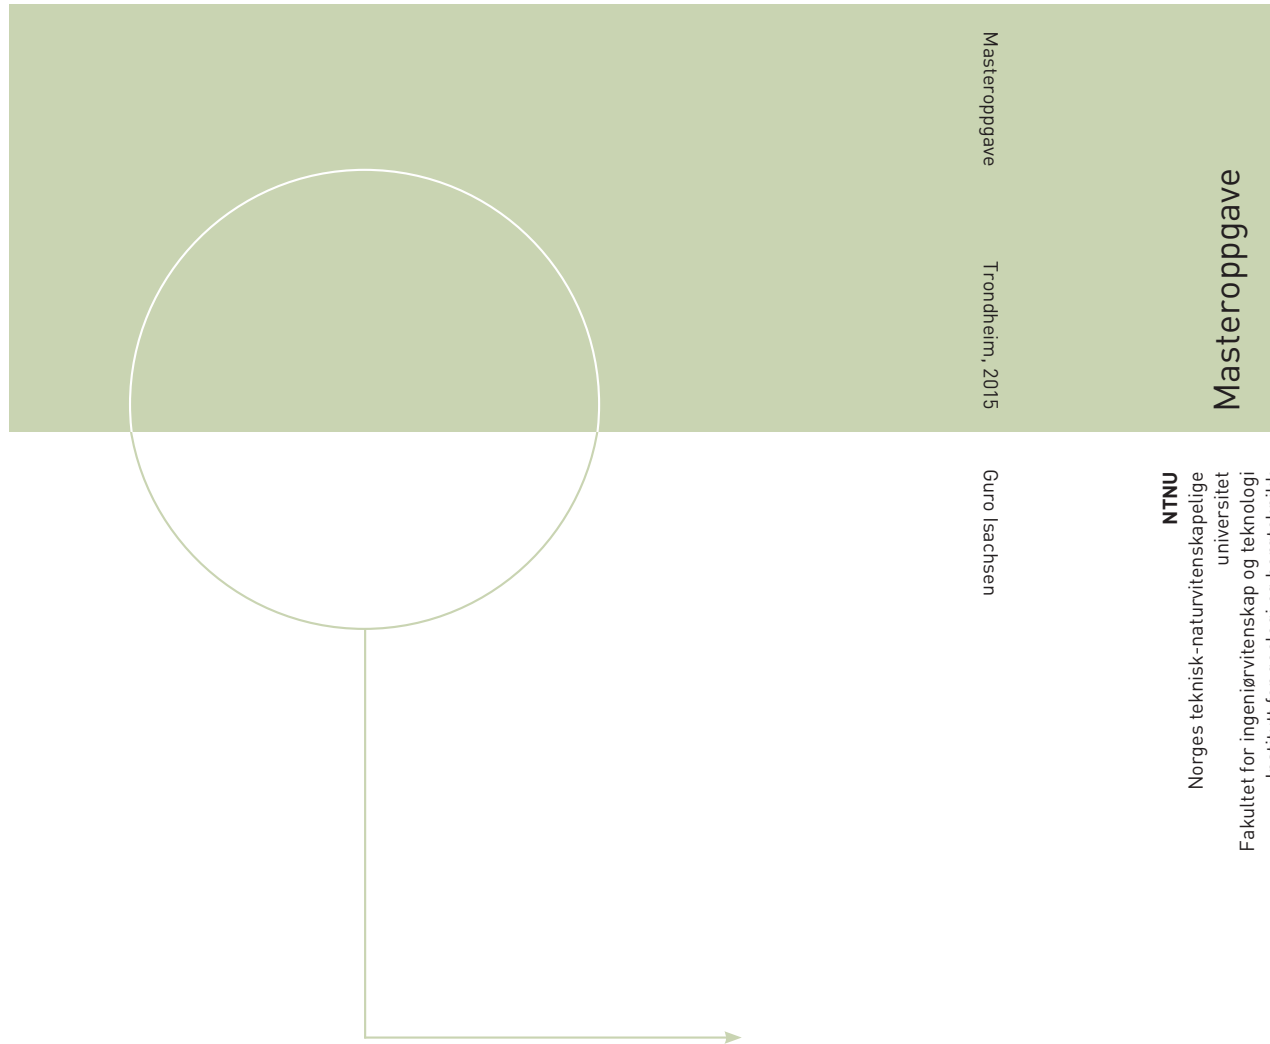 Masteroppgave
Trondheim, 2015
Guro Isachsen
Masteroppgave
NTNU
Norges teknisk-naturvitenskapelige
universitet
Fakultet for ingeniørvitenskap og teknologi